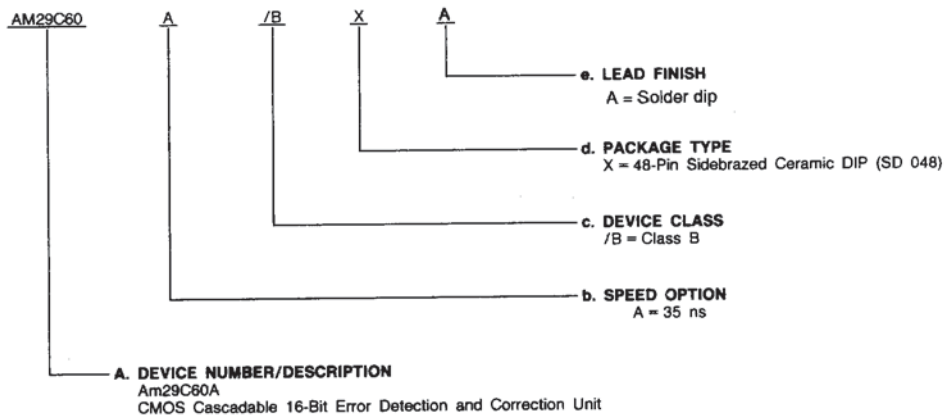 AM29C60 A /B X A
e. LEAD FINISH
A = Solder dip
d. PACKAGE TYPE
X = 48-Pin Sidebrazed Ceramic DIP (SD 048)
c. DEVICE CLASS
/B = Class B
b. SPEED OPTION
A = 35 ns
A. DEVICE NUMBER/DESCRIPTION
Am29C60A
CMOS Cascadable 16-Bit Error Detection and Correction Unit